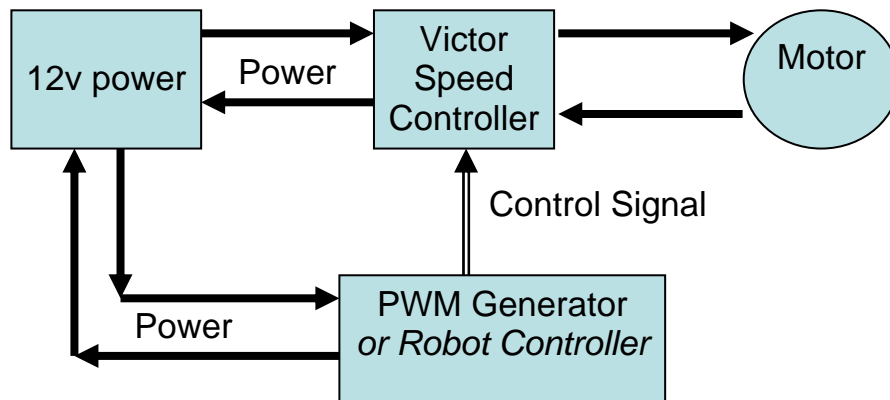 12v power
Power
Victor
Speed
Controller
Motor
Control Signal
Power
PWM Generator
or Robot Controller